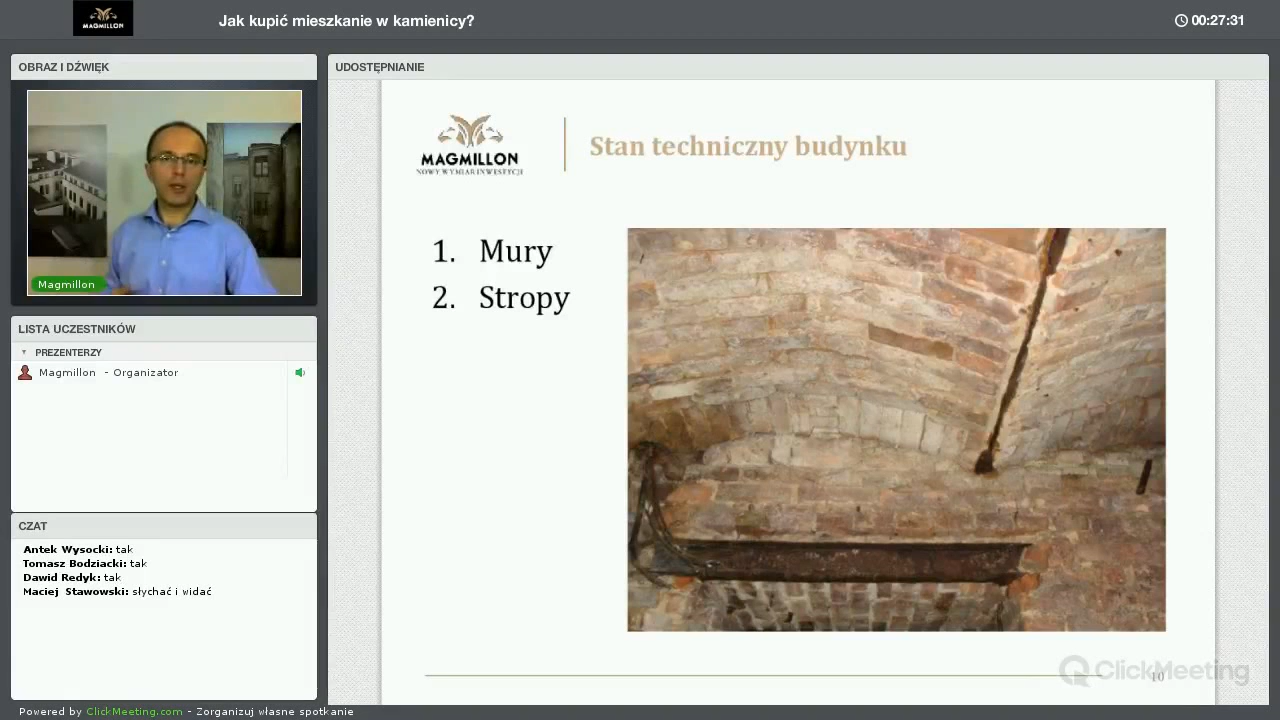 MAGMILLON
Jak kupić mieszkanie w kamienicy?
00:27:31
OBRAZ I DŹWIĘK
Magmillon
LISTA UCZESTNIKÓW
PREZENTERZY
Magmillon - Organizator
CZAT
Antek Wysocki: tak
Tomasz Bodziacki: tak
Dawid Redyk: tak
Maciej Stawowski: słychać i widać
UDOSTĘPNIANIE
MAGMILLON
NOWY WYMIAR INWESTYCJI
Stan techniczny budynku
1. Mury
2. Stropy
ClickMeeting
10
Powered by ClickMeeting.com - Zorganizuj własne spotkanie